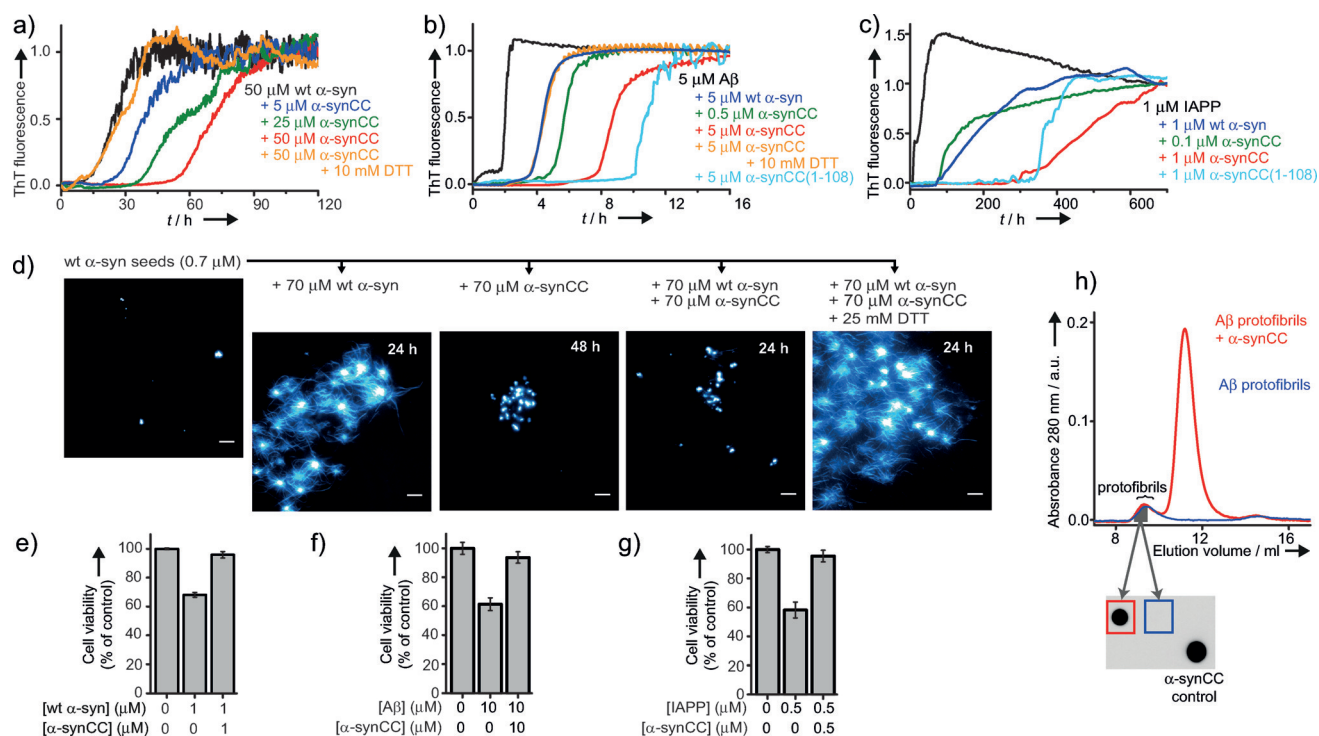 a)
ThT fluorescence
1.0
0.5
0.0
0 30 60 90 120
t / h
50 μM wt α-syn
+ 5 μM α-synCC
+ 25 μM α-synCC
+ 50 μM α-synCC
+ 50 μM α-synCC
+ 10 mM DTT
b)
ThT fluorescence
1.0
0.5
0.0
0 4 8 12 16
t / h
5 μM Aβ
+ 5 μM wt α-syn
+ 0.5 μM α-synCC
+ 5 μM α-synCC
+ 5 μM α-synCC
+ 10 mM DTT
+ 5 μM α-synCC(1-108)
c)
ThT fluorescence
1.5
1.0
0.5
0.0
0 200 400 600
t / h
1 μM IAPP
+ 1 μM wt α-syn
+ 0.1 μM α-synCC
+ 1 μM α-synCC
+ 1 μM α-synCC(1-108)
d)
wt α-syn seeds (0.7 μM)
+ 70 μM wt α-syn
24 h
+ 70 μM α-synCC
48 h
+ 70 μM wt α-syn
+ 70 μM α-synCC
24 h
+ 70 μM wt α-syn
+ 70 μM α-synCC
+ 25 mM DTT
24 h
e)
Cell viability
(% of control)
100
80
60
40
20
0
[wt α-syn] (μM) 0 1 1
[α-synCC] (μM) 0 0 1
f)
Cell viability
(% of control)
100
80
60
40
20
0
[Aβ] (μM) 0 10 10
[α-synCC] (μM) 0 0 10
g)
Cell viability
(% of control)
100
80
60
40
20
0
[IAPP] (μM) 0 0.5 0.5
[α-synCC] (μM) 0 0 0.5
h)
Absrobance 280 nm / a.u.
0.2
0.1
0.0
Aβ protofibrils
+ α-synCC
Aβ protofibrils
protofibrils
8 12 16
Elution volume / ml
α-synCC
control